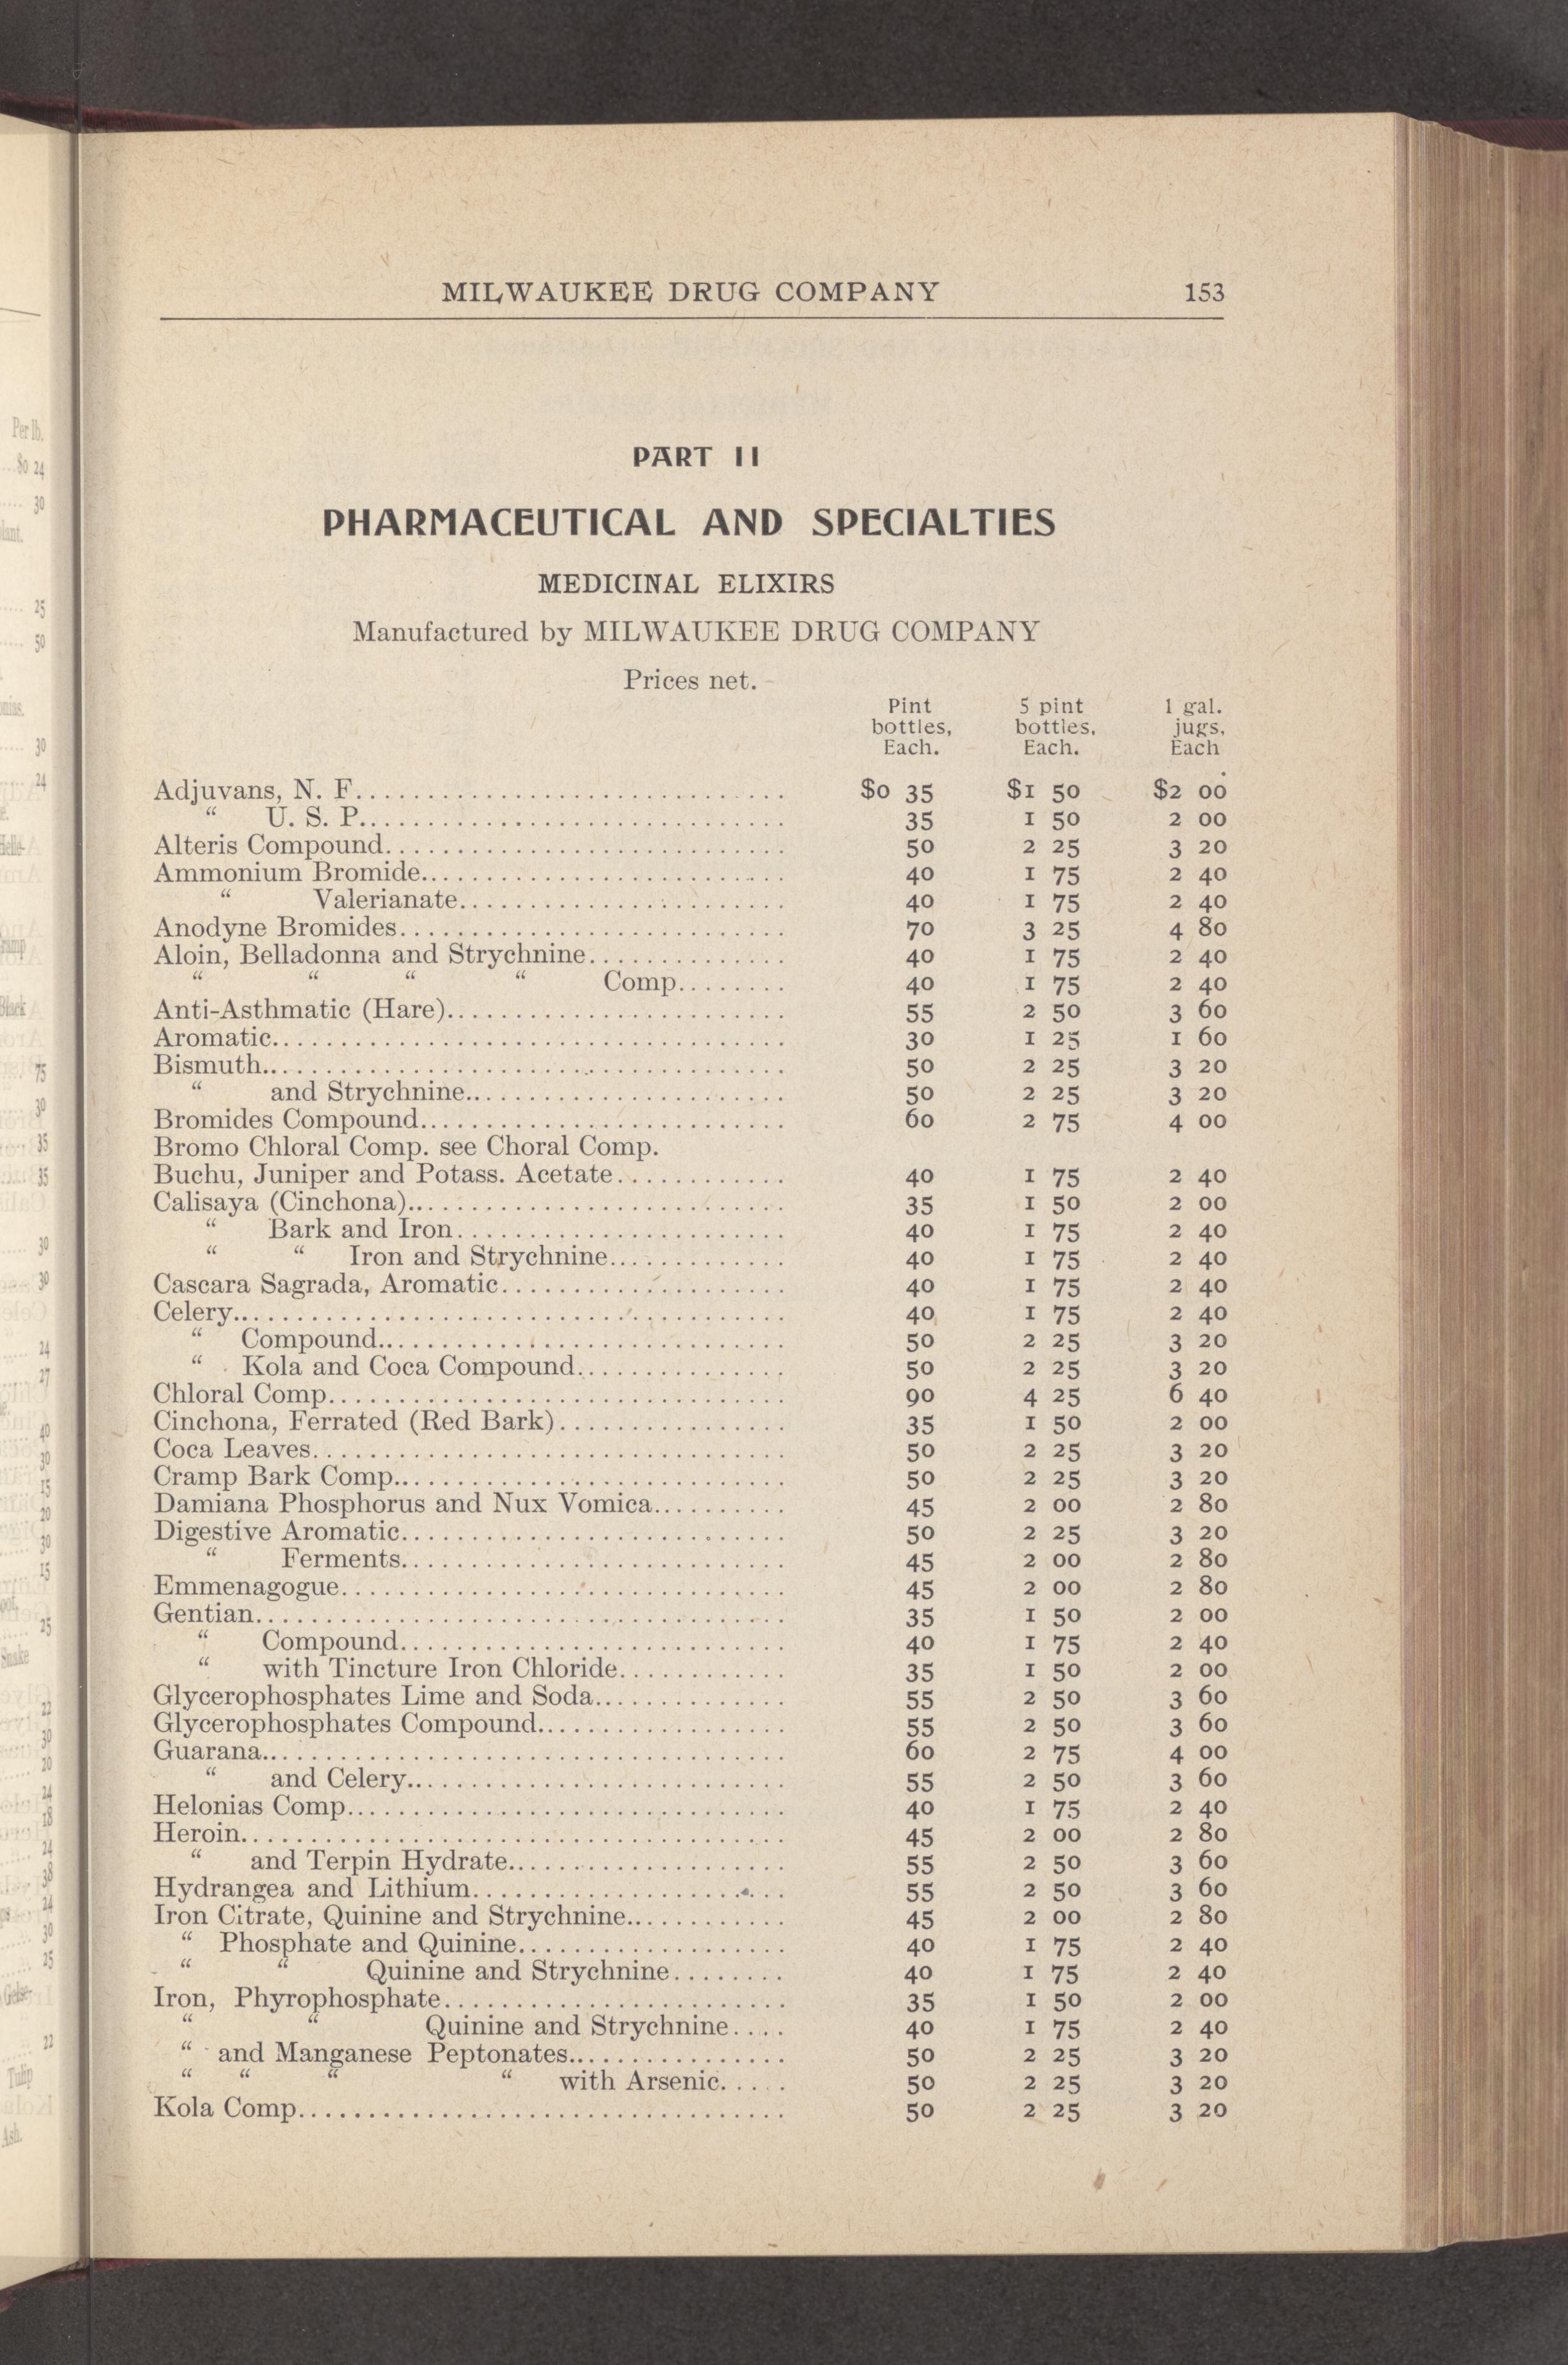 MILWAUKEE DRUG COMPANY 153
PART II
PHARMACEUTICAL AND SPECIALTIES
MEDICINAL ELIXIRS
Manufactured by MILWAUKEE DRUG COMPANY
Prices net.
Pint 5 pint 1 gal.
bottles, bottles, jugs,
Each. Each. Each
Adjuvans, N. F. $0 35 $1 50 $2 00
“ U. S. P. 35 1 50 2 00
Alteris Compound 50 2 25 3 20
Ammonium Bromide 40 1 75 2 40
“ Valerianate 40 1 75 2 40
Anodyne Bromides 70 3 25 4 80
Aloin, Belladonna and Strychnine 40 1 75 2 40
“ “ “ “ Comp. 40 1 75 2 40
Anti-Asthmatic (Hare) 55 2 50 3 60
Aromatic 30 1 25 1 60
Bismuth 50 2 25 3 20
“ and Strychnine 50 2 25 3 20
Bromides Compound 60 2 75 4 00
Bromo Chloral Comp. see Choral Comp.
Buchu, Juniper and Potass. Acetate 40 1 75 2 40
Calisaya (Cinchona) 35 1 50 2 00
“ Bark and Iron 40 1 75 2 40
“ “ Iron and Strychnine 40 1 75 2 40
Cascara Sagrada, Aromatic 40 1 75 2 40
Celery 40 1 75 2 40
“ Compound 50 2 25 3 20
“ Kola and Coca Compound 50 2 25 3 20
Chloral Comp. 90 4 25 6 40
Cinchona, Ferrated (Red Bark) 35 1 50 2 00
Coca Leaves 50 2 25 3 20
Cramp Bark Comp. 50 2 25 3 20
Damiana Phosphorus and Nux Vomica 45 2 00 2 80
Digestive Aromatic 50 2 25 3 20
“ Ferments 45 2 00 2 80
Emmenagogue 45 2 00 2 80
Gentian 35 1 50 2 00
“ Compound 40 1 75 2 40
“ with Tincture Iron Chloride 35 1 50 2 00
Glycerophosphates Lime and Soda 55 2 50 3 60
Glycerophosphates Compound 55 2 50 3 60
Guarana 60 2 75 4 00
“ and Celery 55 2 50 3 60
Helonias Comp. 40 1 75 2 40
Heroin 45 2 00 2 80
“ and Terpin Hydrate 55 2 50 3 60
Hydrangea and Lithium 55 2 50 3 60
Iron Citrate, Quinine and Strychnine 45 2 00 2 80
“ Phosphate and Quinine 40 1 75 2 40
“ “ Quinine and Strychnine 40 1 75 2 40
Iron, Phyrophosphate 35 1 50 2 00
“ “ Quinine and Strychnine 40 1 75 2 40
“ and Manganese Peptonates 50 2 25 3 20
“ “ “ “ with Arsenic 50 2 25 3 20
Kola Comp. 50 2 25 3 20